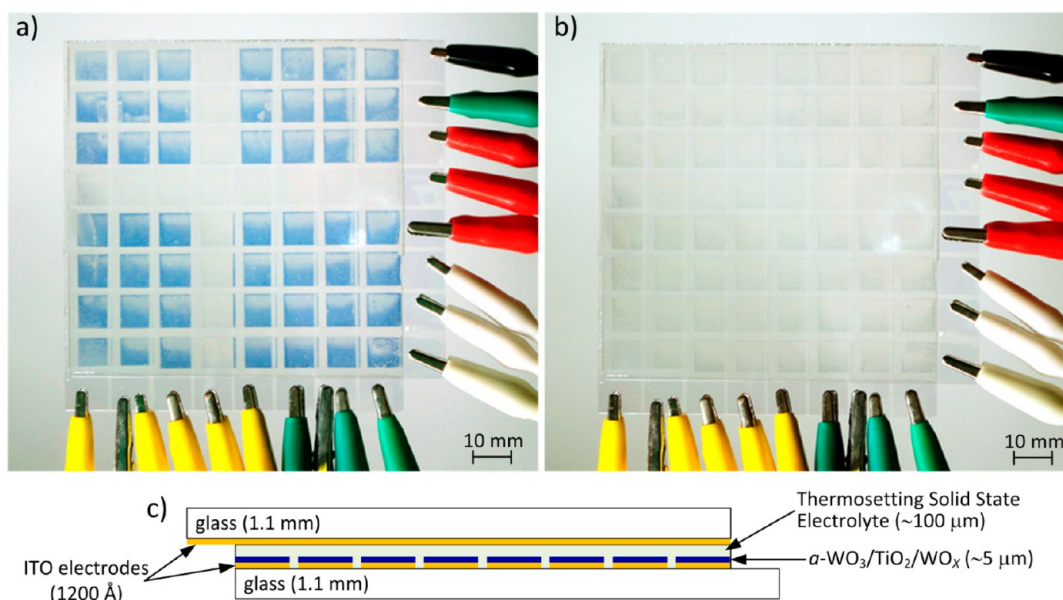 a)
b)
10 mm
10 mm
c)
glass (1.1 mm)
Thermosetting Solid State
Electrolyte (~100 μm)
ITO electrodes
(1200 Å)
a-WO₃/TiO₂/WOₓ (~5 μm)
glass (1.1 mm)